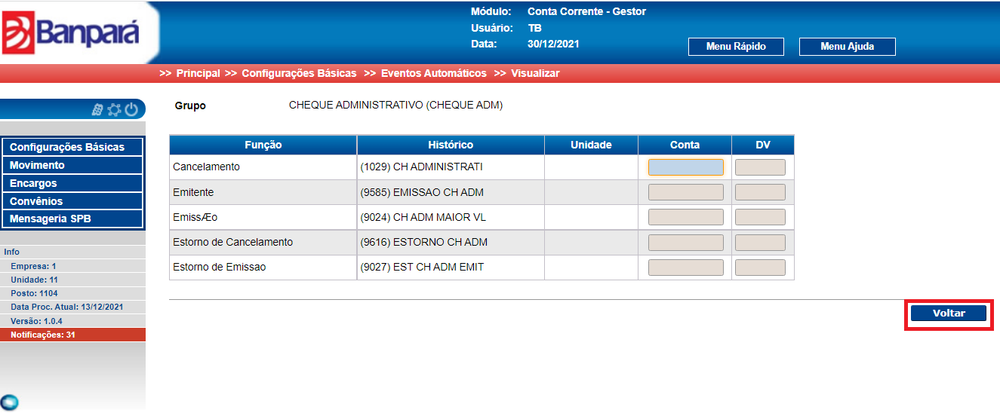 Banpará
Módulo: Conta Corrente - Gestor
Usuário: TB
Data: 30/12/2021
Menu Rápido Menu Ajuda
>> Principal >> Configurações Básicas >> Eventos Automáticos >> Visualizar
Configurações Básicas
Movimento
Encargos
Convênios
Mensageria SPB
Info
Empresa: 1
Unidade: 11
Posto: 1104
Data Proc. Atual: 13/12/2021
Versão: 1.0.4
Notificações: 31
Grupo CHEQUE ADMINISTRATIVO (CHEQUE ADM)
Função Histórico Unidade Conta DV
Cancelamento (1029) CH ADMINISTRATI
Emitente (9585) EMISSAO CH ADM
EmissÆo (9024) CH ADM MAIOR VL
Estorno de Cancelamento (9616) ESTORNO CH ADM
Estorno de Emissao (9027) EST CH ADM EMIT
Voltar